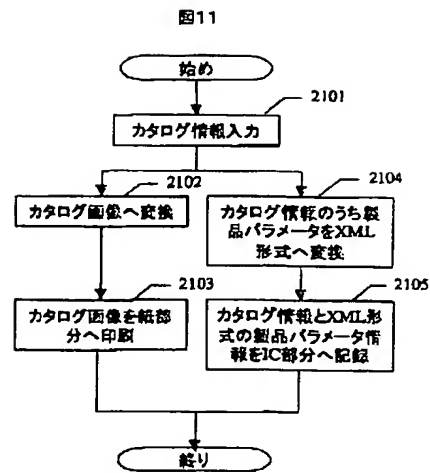 図11
始め
2101
カタログ情報入力
2102
カタログ画像へ変換
2104
カタログ情報のうち製
品パラメータをXML
形式へ変換
2103
カタログ画像を紙部
分へ印刷
2105
カタログ情報とXML形
式の製品パラメータ情
報をIC部分へ記録
終り